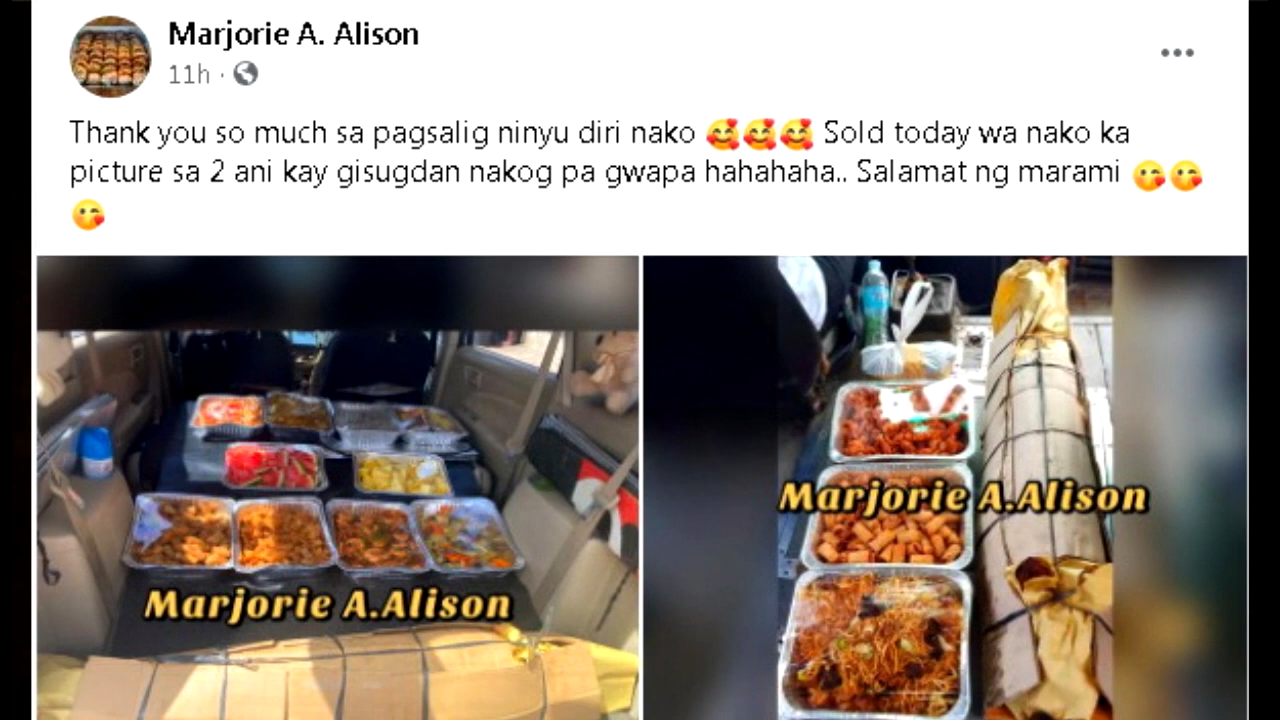 Marjorie A. Alison
11h ·
Thank you so much sa pagsalig ninyu diri nako 🥰🥰🥰 Sold today wa nako ka
picture sa 2 ani kay gisugdan nakog pa gwapa hahahaha.. Salamat ng marami 😘😘
😘
Marjorie A.Alison
Marjorie A.Alison